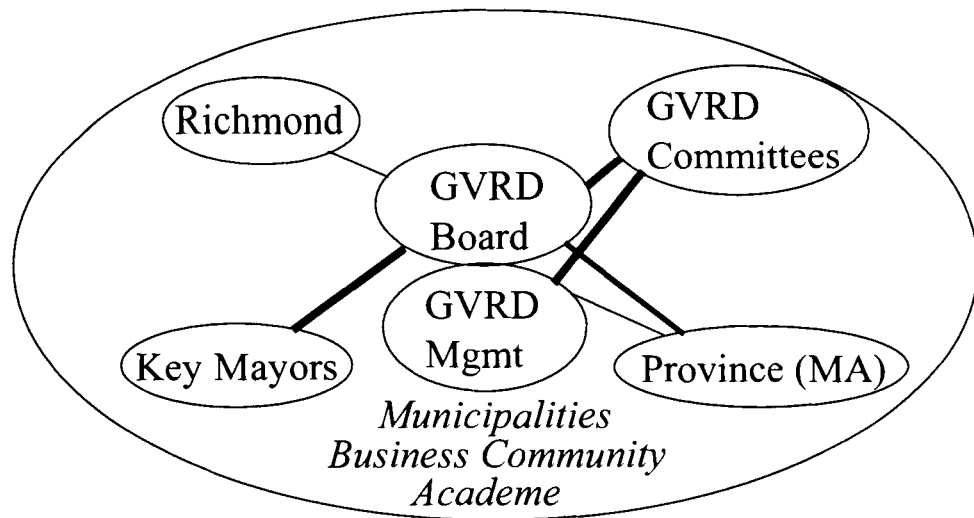 Richmond
GVRD
Committees
GVRD
Board
GVRD
Mgmt
Key Mayors
Province (MA)
Municipalities
Business Community
Academe